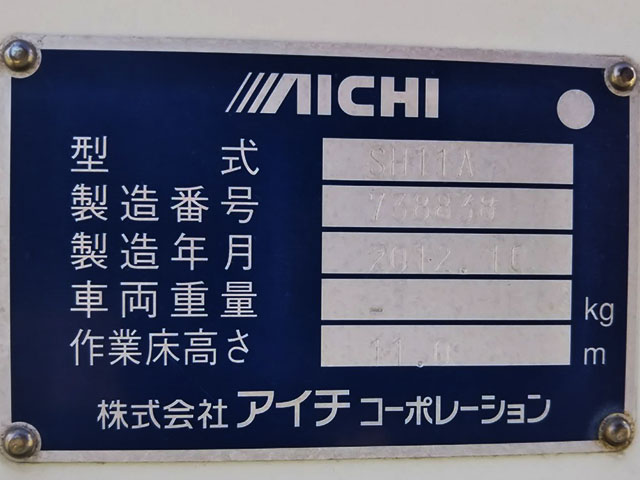 AICHI
型式 SH11A
製造番号 738838
製造年月 2012.10
車両重量 - kg
作業床高さ 11.0 m
株式会社 アイチ コーポレーション